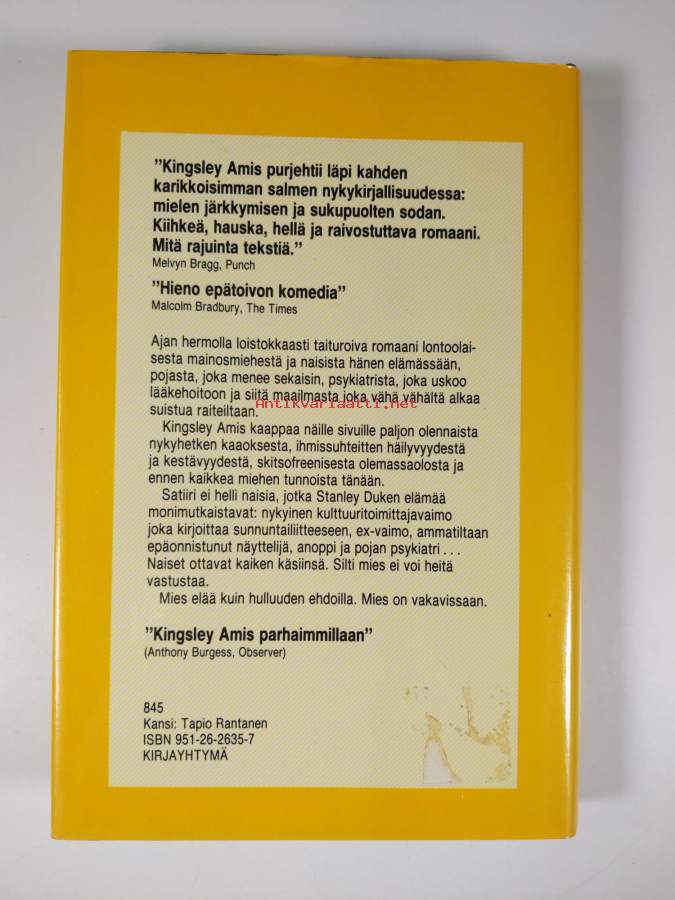 "Kingsley Amis purjehtii läpi kahden
karikkoisimman salmen nykykirjallisuudessa:
mielen järkkymisen ja sukupuolten sodan.
Kiihkeä, hauska, hellä ja raivostuttava romaani.
Mitä rajuinta tekstiä."
Melvyn Bragg, Punch
"Hieno epätoivon komedia"
Malcolm Bradbury, The Times
Ajan hermolla loistokkaasti taituroiva romaani lontoolai-
sesta mainosmiehestä ja naisista hänen elämässään,
pojasta, joka menee sekaisin, psykiatrista, joka uskoo
lääkehoitoon ja siitä maailmasta joka vähä vähältä alkaa
Antikvariaatti.net
suistua raiteiltaan.
Kingsley Amis kaappaa näille sivuille paljon olennaista
nykyhetken kaaoksesta, ihmissuhteitten häilyvyydestä
ja kestävyydestä, skitsofreenisesta olemassaolosta ja
ennen kaikkea miehen tunnoista tänään.
Satiiri ei helli naisia, jotka Stanley Duken elämää
monimutkaistavat: nykyinen kulttuuritoimittajavaimo
joka kirjoittaa sunnuntailiitteeseen, ex-vaimo, ammatiltaan
epäonnistunut näyttelijä, anoppi ja pojan psykiatri . . .
Naiset ottavat kaiken käsiinsä. Silti mies ei voi heitä
vastustaa.
Mies elää kuin hulluuden ehdoilla. Mies on vakavissaan.
"Kingsley Amis parhaimmillaan"
(Anthony Burgess, Observer)
845
Kansi: Tapio Rantanen
ISBN 951-26-2635-7
KIRJAYHTYMÄ